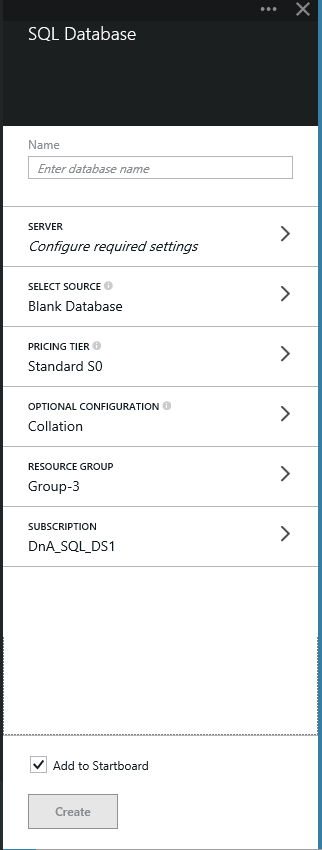 SQL Database
Name
Enter database name
SERVER
Configure required settings
SELECT SOURCE
Blank Database
PRICING TIER
Standard S0
OPTIONAL CONFIGURATION
Collation
RESOURCE GROUP
Group-3
SUBSCRIPTION
DnA_SQL_DS1
Add to Startboard
Create